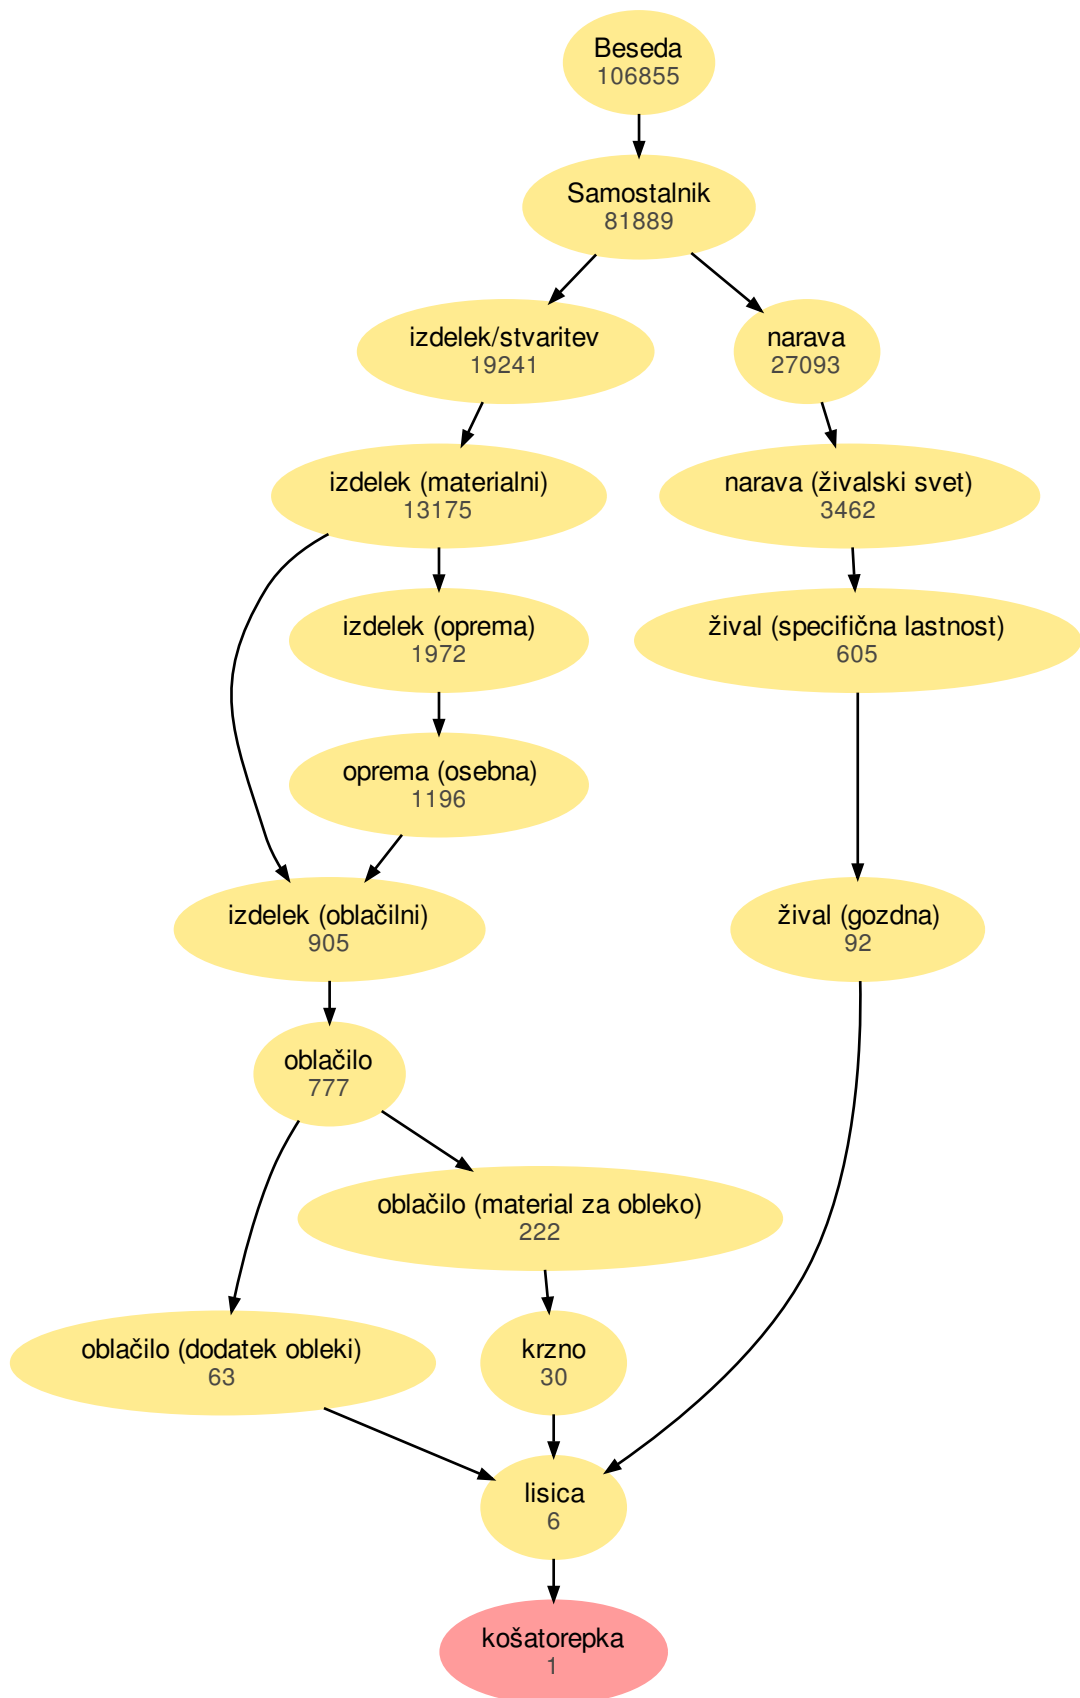 Beseda
106855
Samostalnik
81889
izdelek/stvaritev
19241
narava
27093
izdelek (materialni)
13175
narava (živalski svet)
3462
izdelek (oprema)
1972
žival (specifična lastnost)
605
oprema (osebna)
1196
izdelek (oblačilni)
905
žival (gozdna)
92
oblačilo
777
oblačilo (material za obleko)
222
oblačilo (dodatek obleki)
63
krzno
30
lisica
6
košatorepka
1